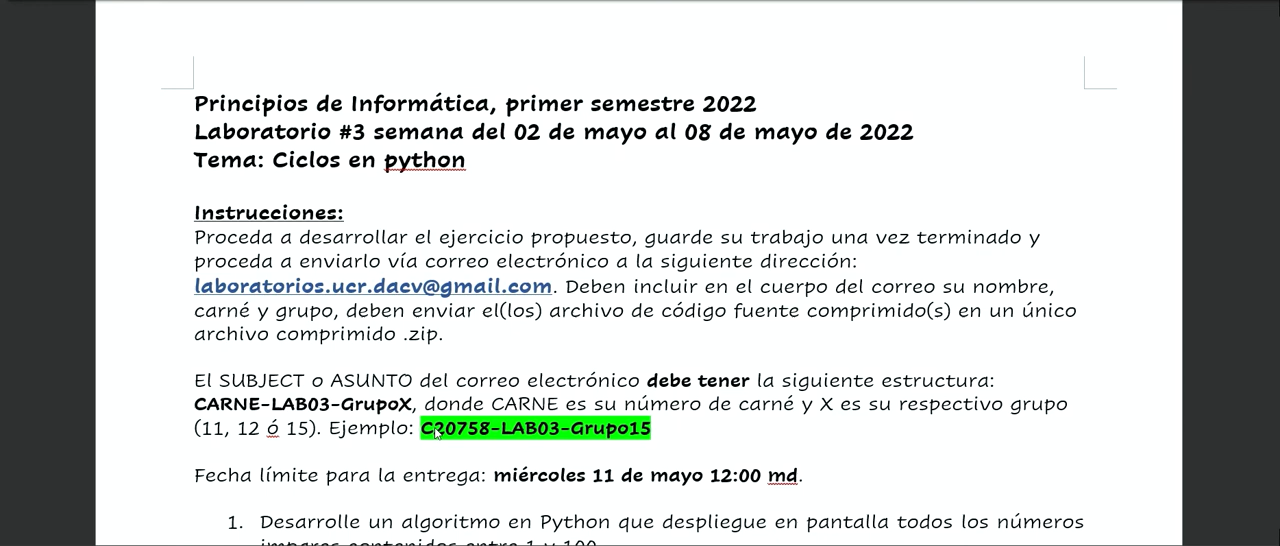 Principios de Informática, primer semestre 2022
Laboratorio #3 semana del 02 de mayo al 08 de mayo de 2022
Tema: Ciclos en python
Instrucciones:
Proceda a desarrollar el ejercicio propuesto, guarde su trabajo una vez terminado y
proceda a enviarlo vía correo electrónico a la siguiente dirección:
laboratorios.ucr.dacv@gmail.com. Deben incluir en el cuerpo del correo su nombre,
carné y grupo, deben enviar el(los) archivo de código fuente comprimido(s) en un único
archivo comprimido .zip.
El SUBJECT o ASUNTO del correo electrónico debe tener la siguiente estructura:
CARNE-LAB03-GrupoX, donde CARNE es su número de carné y X es su respectivo grupo
(11, 12 ó 15). Ejemplo: C20758-LAB03-Grupo15
Fecha límite para la entrega: miércoles 11 de mayo 12:00 md.
1. Desarrolle un algoritmo en Python que despliegue en pantalla todos los números
impares contenidos entre 1 y 100.